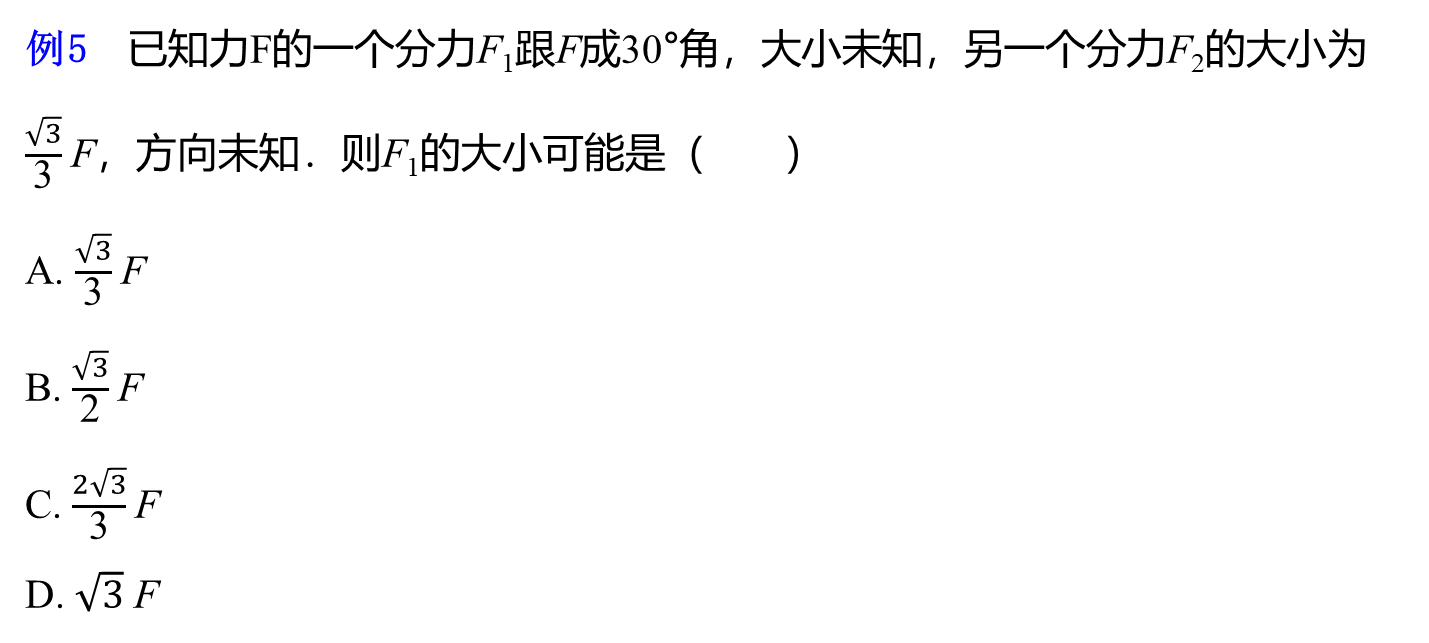 例5 已知力F的一个分力F₁跟F成30°角，大小未知，另一个分力F₂的大小为
√3/3 F，方向未知．则F₁的大小可能是（　　）
A. √3/3 F
B. √3/2 F
C. 2√3/3 F
D. √3 F